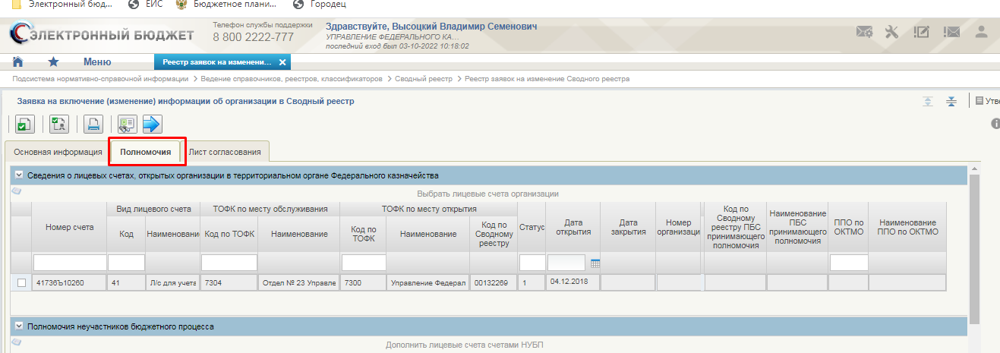 Электронный бюд... ЕИС Бюджетное плани... Городец
ЭЛЕКТРОННЫЙ БЮДЖЕТ
Телефон службы поддержки
8 800 2222-777
Здравствуйте, Высоцкий Владимир Семенович
УПРАВЛЕНИЕ ФЕДЕРАЛЬНОГО КА...
последний вход был 03-10-2022 10:18:02
Меню Реестр заявок на изменени... ×
Подсистема нормативно-справочной информации > Ведение справочников, реестров, классификаторов > Сводный реестр > Реестр заявок на изменение Сводного реестра
Заявка на включение (изменение) информации об организации в Сводный реестр
Утве
Основная информация Полномочия Лист согласования
Сведения о лицевых счетах, открытых организации в территориальном органе Федерального казначейства
Выбрать лицевые счета организации
Номер счета
Вид лицевого счета
Код
Наименовани
ТОФК по месту обслуживания
Код по ТОФК
Наименование
ТОФК по месту открытия
Код по
ТОФК
Наименование
Код по
Сводному
реестру
Статус
Дата
открытия
Дата
закрытия
Номер
организаци
Код по
Сводному
реестру ПБС
принимающего
полномочия
Наименование
ПБС
принимающего
полномочия
ППО по
ОКТМО
Наименование
ППО по ОКТМО
41736Ъ10260 41 Л/с для учета 7304 Отдел № 23 Управле 7300 Управление Федерал 00132269 1 04.12.2018
Полномочия неучастников бюджетного процесса
Дополнить лицевые счета счетами НУБП